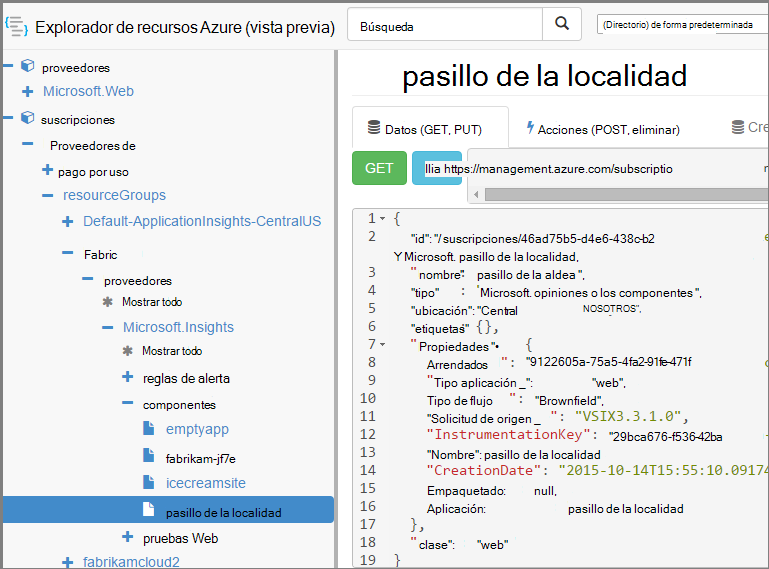 Explorador de recursos Azure (vista previa)
Búsqueda
(Directorio) de forma predeterminada
proveedores
Microsoft.Web
suscripciones
Proveedores de
pago por uso
resourceGroups
Default-ApplicationInsights-CentralUS
Fabric
proveedores
Mostrar todo
Microsoft.Insights
Mostrar todo
reglas de alerta
componentes
emptyapp
fabrikam-jf7e
icecreamsite
pasillo de la localidad
pruebas Web
fabrikamcloud2
pasillo de la localidad
Datos (GET, PUT)
Acciones (POST, eliminar)
Cre
GET
llia https://management.azure.com/subscriptio
1 {
2 "id": "/ suscripciones/46ad75b5-d4e6-438c-b2
Y Microsoft. pasillo de la localidad,
3 "nombre": pasillo de la aldea ",
4 "tipo" : 'Microsoft. opiniones o los componentes ",
5 "ubicación": "Central NOSOTROS",
6 "etiquetas" {},
7 "Propiedades "• {
8 Arrendados ": "9122605a-75a5-4fa2-91fe-471f
9 "Tipo aplicación _": "web",
10 Tipo de flujo ": "Brownfield",
11 "Solicitud de origen _ ": "VSIX3.3.1.0",
12 "InstrumentationKey": "29bca676-f536-42ba
13 "Nombre": pasillo de la localidad
14 "CreationDate": "2015-10-14T15:55:10.09174
15 Empaquetado: null,
16 Aplicación: pasillo de la localidad
17 },
18 "clase": "web"
19 }